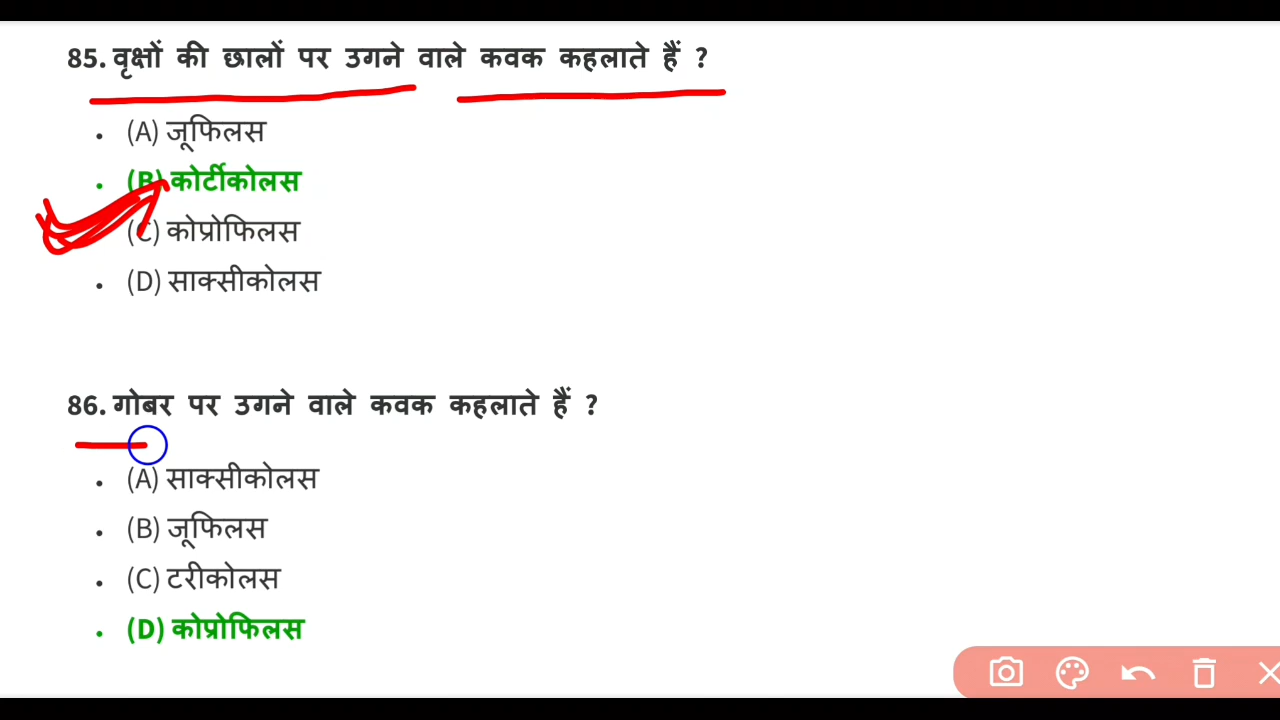 85. वृक्षों की छालों पर उगने वाले कवक कहलाते हैं ?
(A) जूफिलस
(B) कोर्टीकोलस
(C) कोप्रोफिलस
(D) साक्सीकोलस
86. गोबर पर उगने वाले कवक कहलाते हैं ?
(A) साक्सीकोलस
(B) जूफिलस
(C) टरीकोलस
(D) कोप्रोफिलस